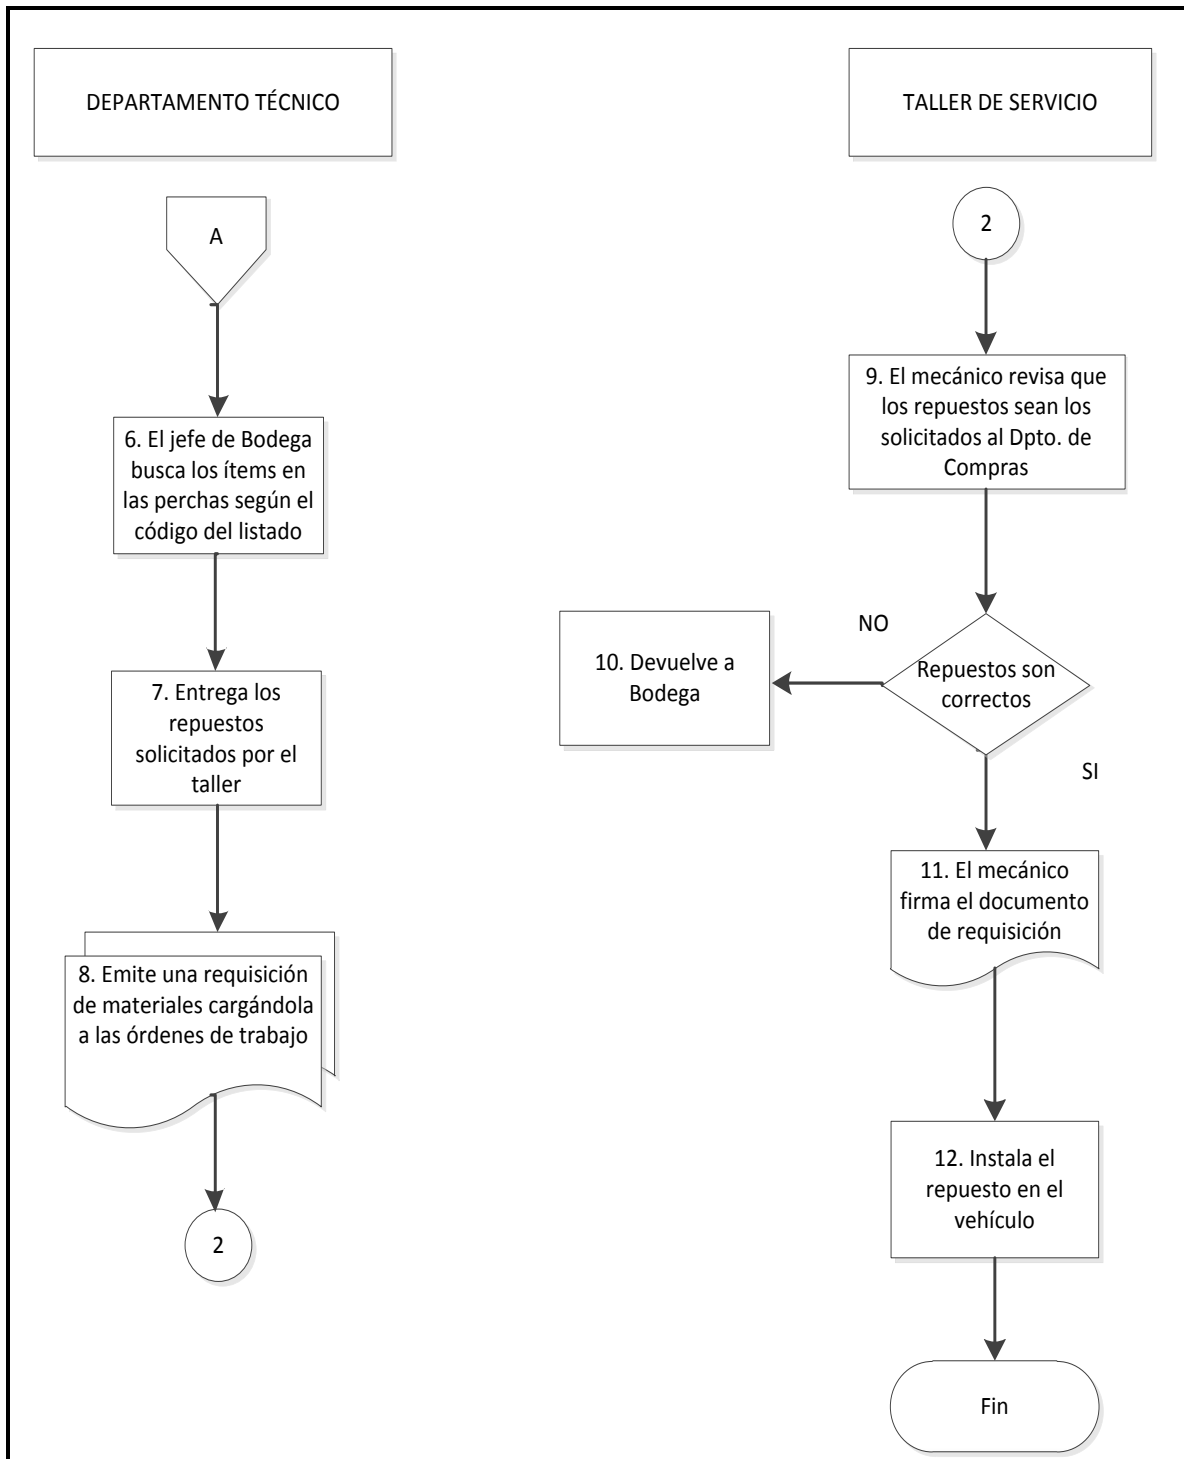 DEPARTAMENTO TÉCNICO
A
6. El jefe de Bodega
busca los ítems en
las perchas según el
código del listado
7. Entrega los
repuestos
solicitados por el
taller
8. Emite una requisición
de materiales cargándola
a las órdenes de trabajo
2
TALLER DE SERVICIO
2
9. El mecánico revisa que
los repuestos sean los
solicitados al Dpto. de
Compras
Repuestos son
correctos
NO
10. Devuelve a
Bodega
SI
11. El mecánico
firma el documento
de requisición
12. Instala el
repuesto en el
vehículo
Fin